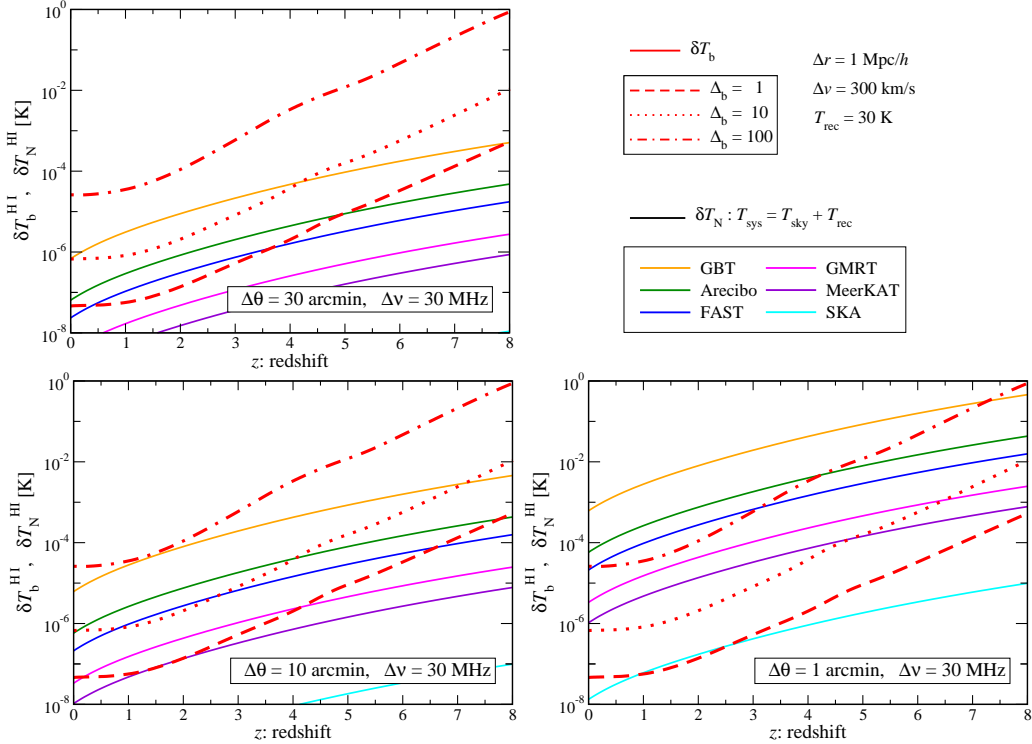 10^0
10^-2
10^-4
10^-6
10^-8
δT_b^HI , δT_N^HI [K]
0 1 2 3 4 5 6 7 8
z: redshift
Δθ = 30 arcmin, Δν = 30 MHz
δT_b
Δ_b = 1
Δ_b = 10
Δ_b = 100
Δr = 1 Mpc/h
Δv = 300 km/s
T_rec = 30 K
δT_N : T_sys = T_sky + T_rec
GBT GMRT
Arecibo MeerKAT
FAST SKA
10^0
10^-2
10^-4
10^-6
10^-8
δT_b^HI , δT_N^HI [K]
0 1 2 3 4 5 6 7 8
z: redshift
Δθ = 10 arcmin, Δν = 30 MHz
10^0
10^-2
10^-4
10^-6
10^-8
δT_b^HI , δT_N^HI [K]
0 1 2 3 4 5 6 7 8
z: redshift
Δθ = 1 arcmin, Δν = 30 MHz